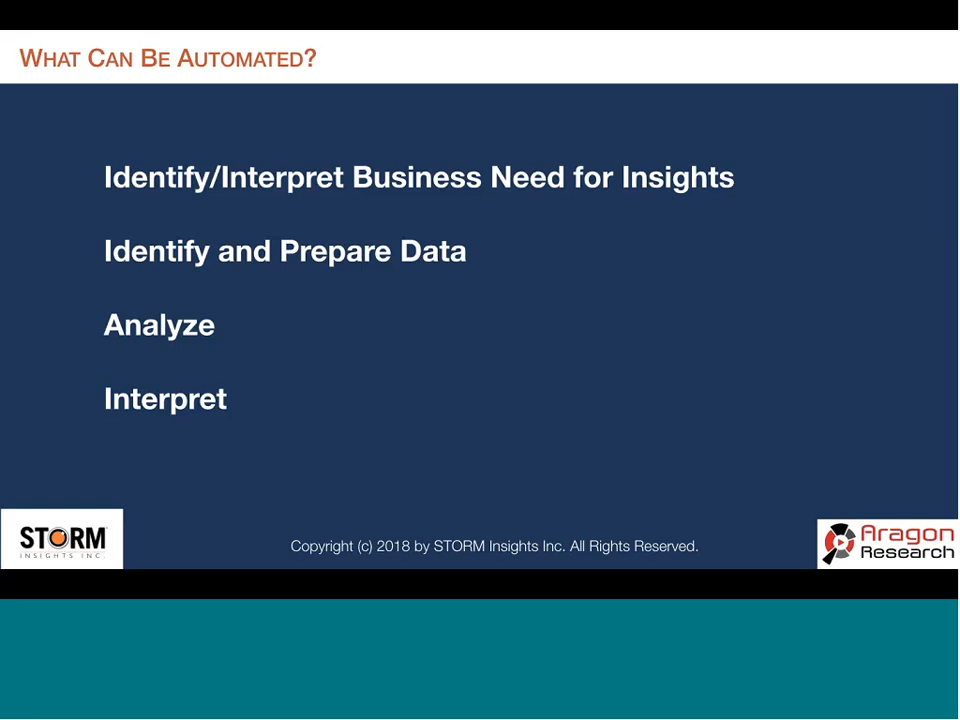 WHAT CAN BE AUTOMATED?
Identify/Interpret Business Need for Insights
Identify and Prepare Data
Analyze
Interpret
STORM
INSIGHTS INC.
Copyright (c) 2018 by STORM Insights Inc. All Rights Reserved.
Aragon
Research